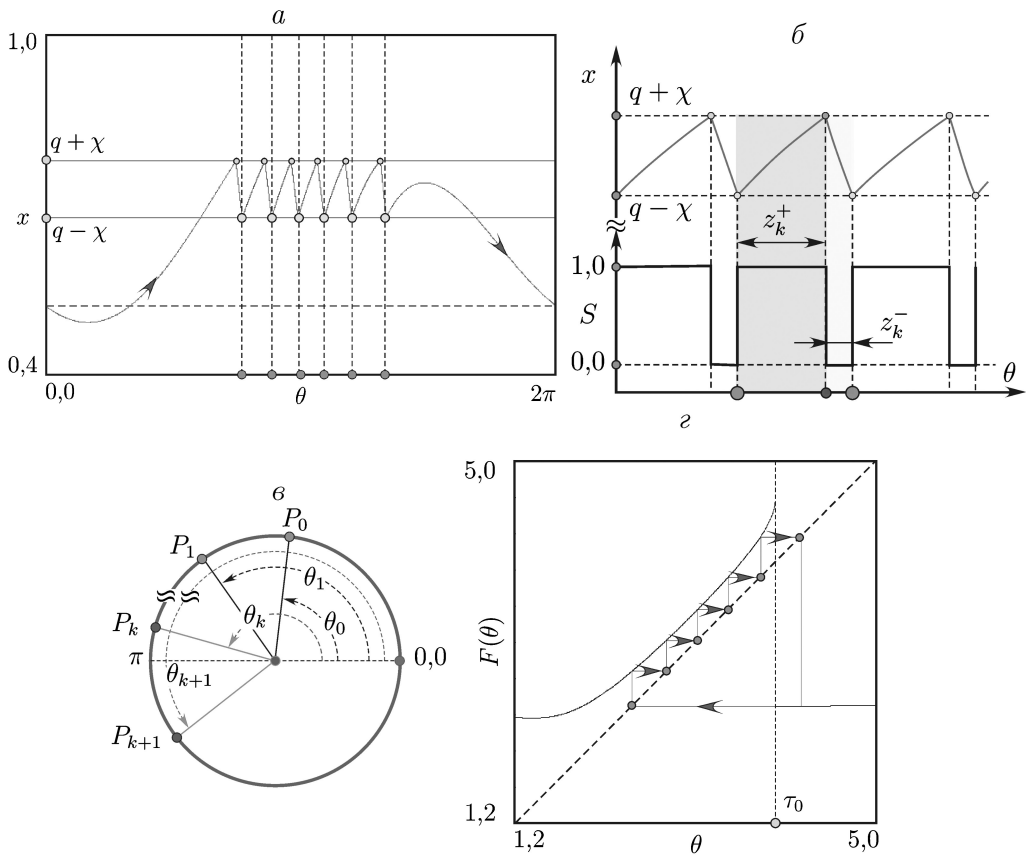 а
1,0
q + χ
x
q − χ
0,4
0,0
θ
2π
б
x
q + χ
q − χ
z_k^+
1,0
S
z_k^−
0,0
θ
в
P_0
P_1
θ_1
θ_k
θ_0
P_k
π
0,0
θ_{k+1}
P_{k+1}
г
5,0
F(θ)
τ_0
1,2
1,2
θ
5,0